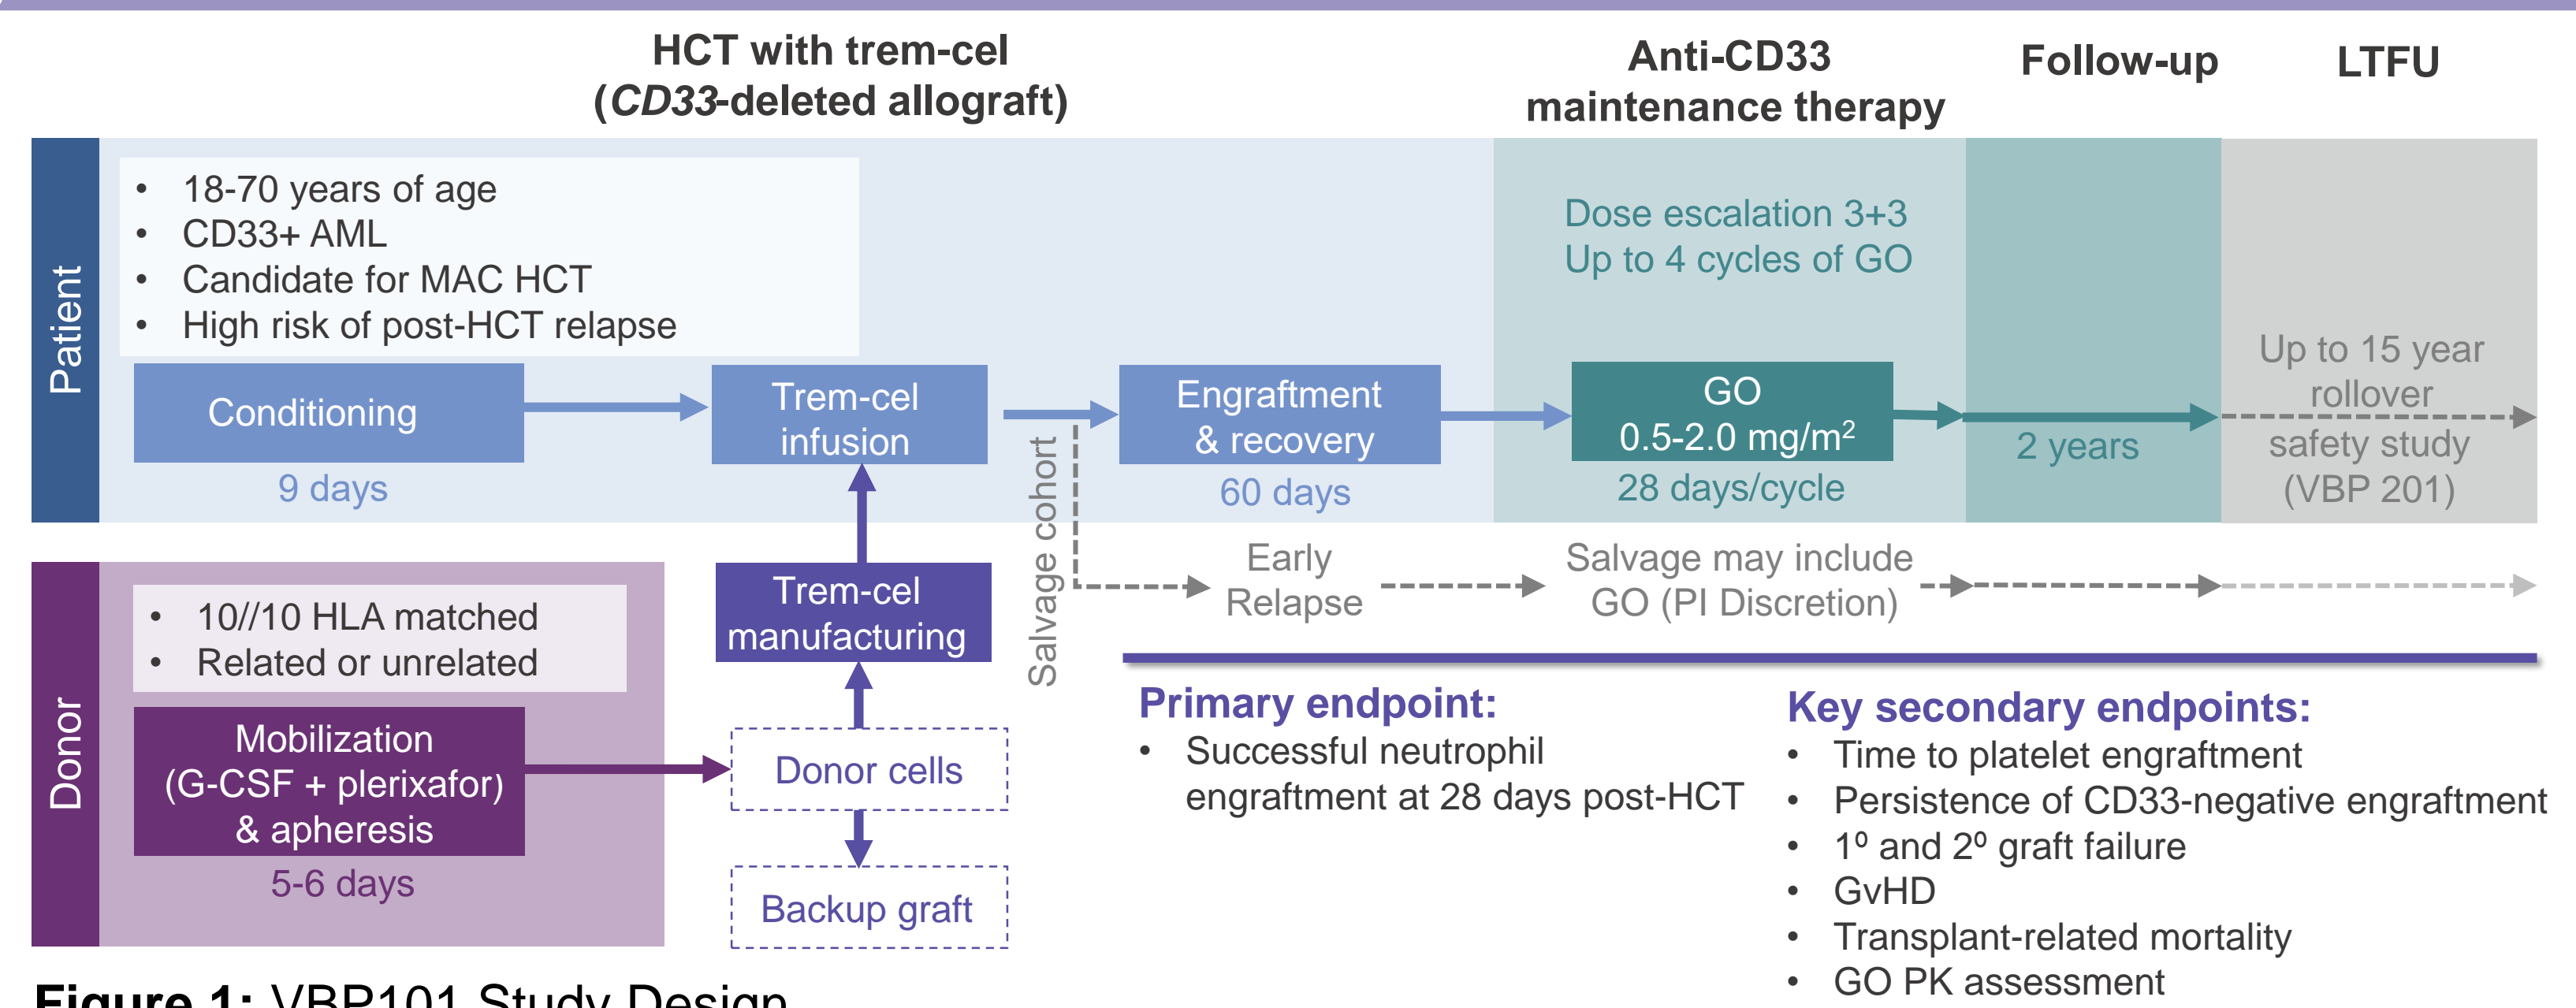 HCT with trem-cel
(CD33-deleted allograft)
Anti-CD33
maintenance therapy
Follow-up
LTFU
Patient
• 18-70 years of age
• CD33+ AML
• Candidate for MAC HCT
• High risk of post-HCT relapse
Conditioning
9 days
Trem-cel
infusion
Salvage cohort
Engraftment
& recovery
60 days
Dose escalation 3+3
Up to 4 cycles of GO
GO
0.5-2.0 mg/m²
28 days/cycle
2 years
Up to 15 year
rollover
safety study
(VBP 201)
Early
Relapse
Salvage may include
GO (PI Discretion)
Donor
• 10//10 HLA matched
• Related or unrelated
Mobilization
(G-CSF + plerixafor)
& apheresis
5-6 days
Trem-cel
manufacturing
Donor cells
Backup graft
Primary endpoint:
• Successful neutrophil
engraftment at 28 days post-HCT
Key secondary endpoints:
• Time to platelet engraftment
• Persistence of CD33-negative engraftment
• 1⁰ and 2⁰ graft failure
• GvHD
• Transplant-related mortality
• GO PK assessment
Figure 1: VBP101 Study Design